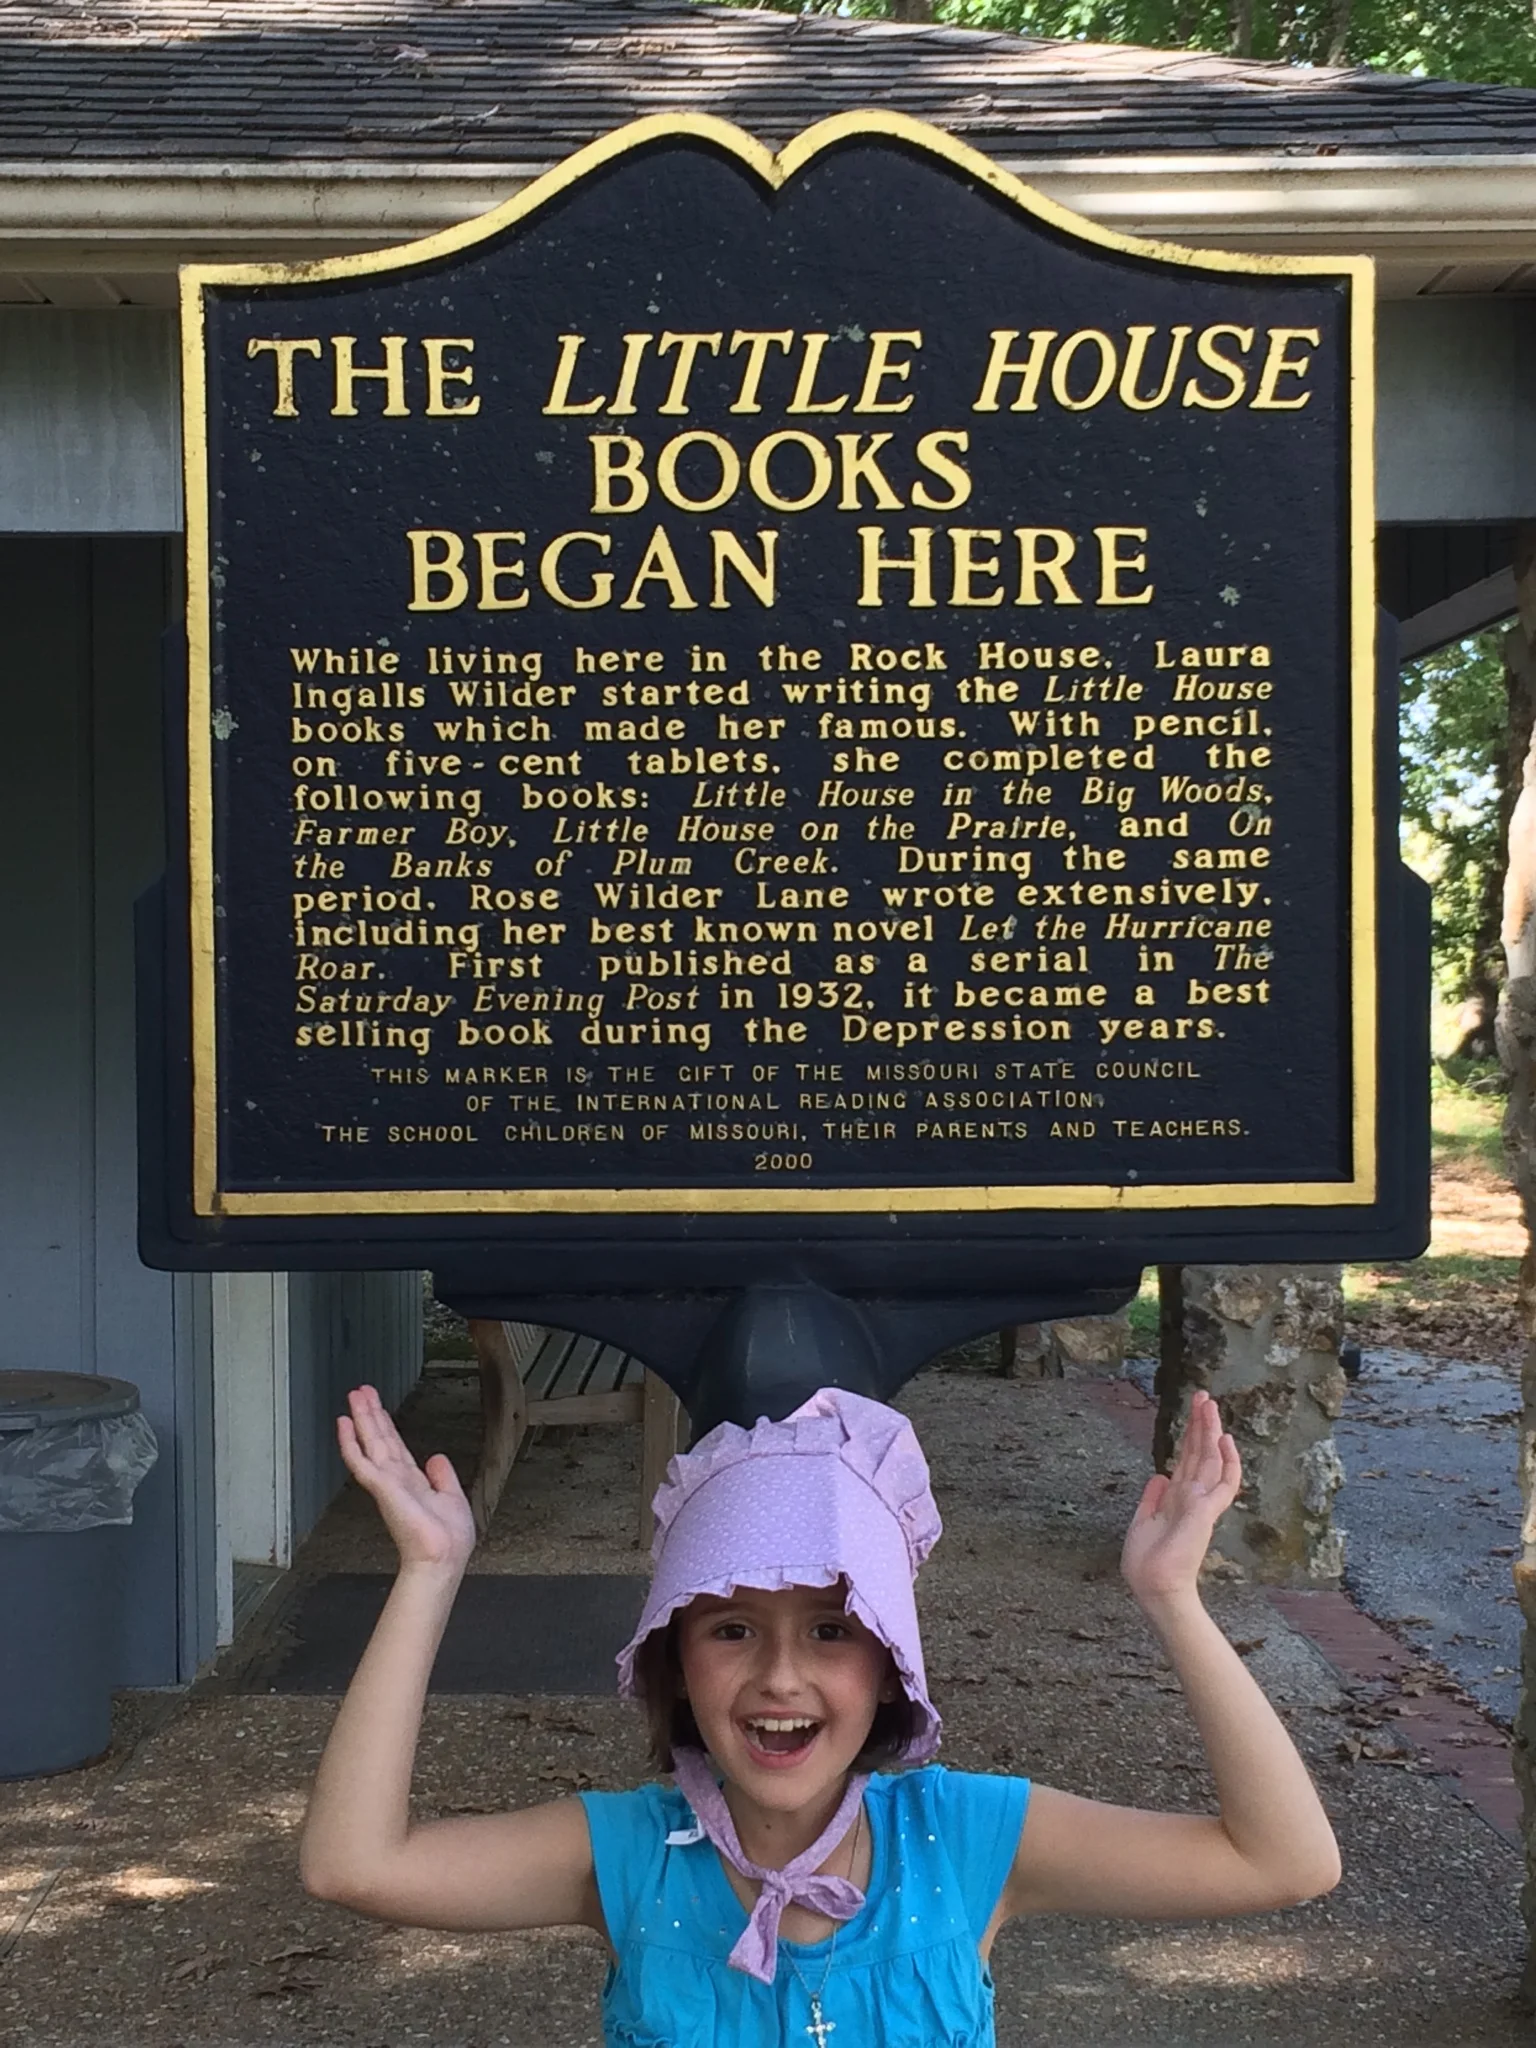 THE LITTLE HOUSE
BOOKS
BEGAN HERE
While living here in the Rock House, Laura
Ingalls Wilder started writing the Little House
books which made her famous. With pencil,
on five-cent tablets, she completed the
following books: Little House in the Big Woods,
Farmer Boy, Little House on the Prairie, and On
the Banks of Plum Creek. During the same
period, Rose Wilder Lane wrote extensively,
including her best known novel Let the Hurricane
Roar. First published as a serial in The
Saturday Evening Post in 1932, it became a best
selling book during the Depression years.
THIS MARKER IS THE GIFT OF THE MISSOURI STATE COUNCIL
OF THE INTERNATIONAL READING ASSOCIATION,
THE SCHOOL CHILDREN OF MISSOURI, THEIR PARENTS AND TEACHERS.
2000